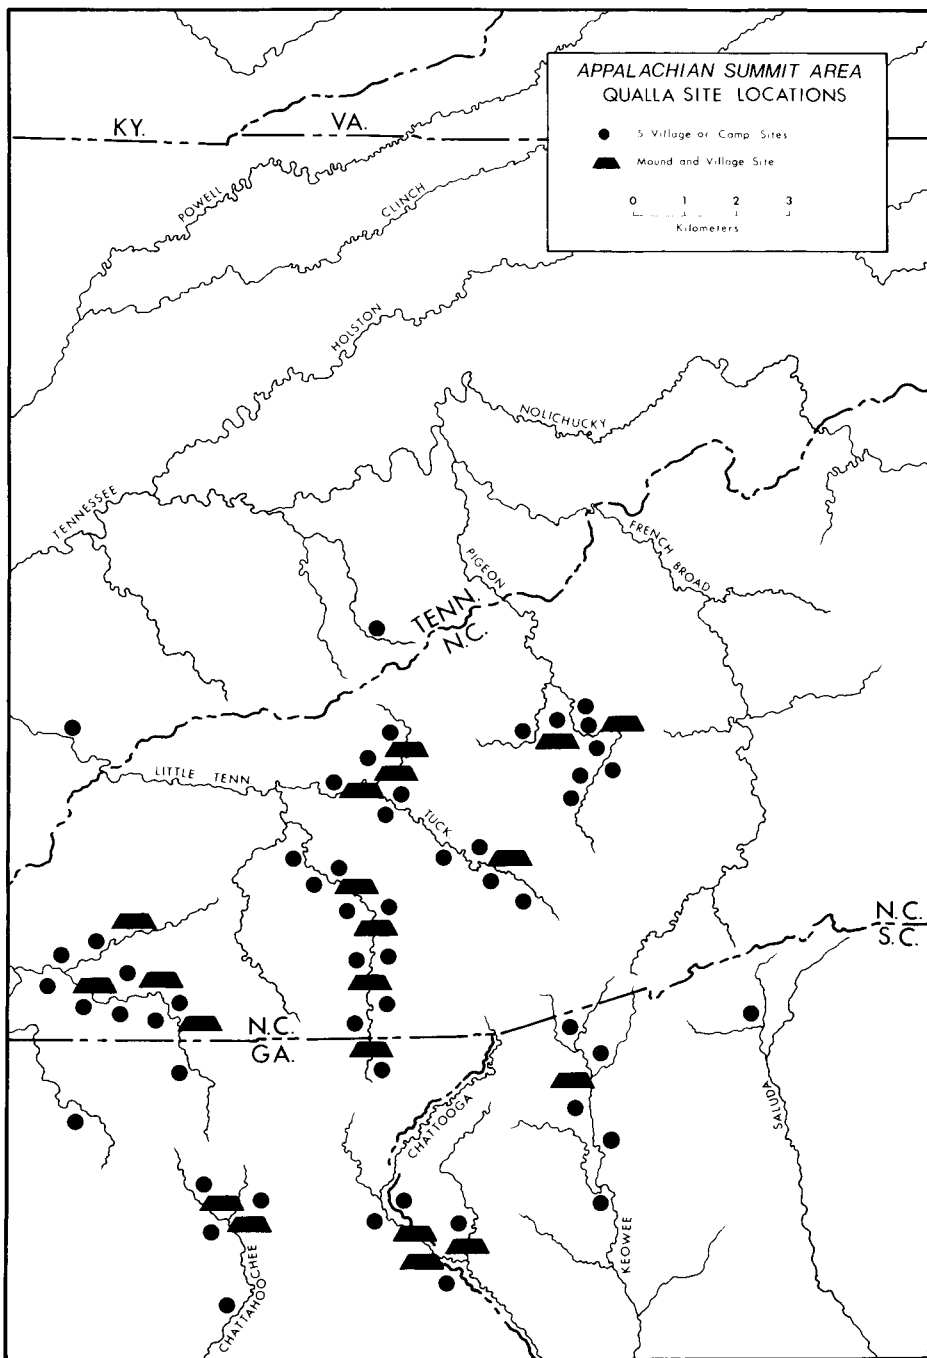 APPALACHIAN SUMMIT AREA
QUALLA SITE LOCATIONS
5 Village or Camp Sites
Mound and Village Site
0 1 2 3
Kilometers
KY.
VA.
POWELL
CLINCH
HOLSTON
NOLICHUCKY
TENNESSEE
FRENCH BROAD
PIGEON
TENN.
N.C.
LITTLE TENN.
TUCK.
N.C.
S.C.
N.C.
GA.
CHATTOOGA
SALUDA
KEOWEE
CHATTAHOOCHEE